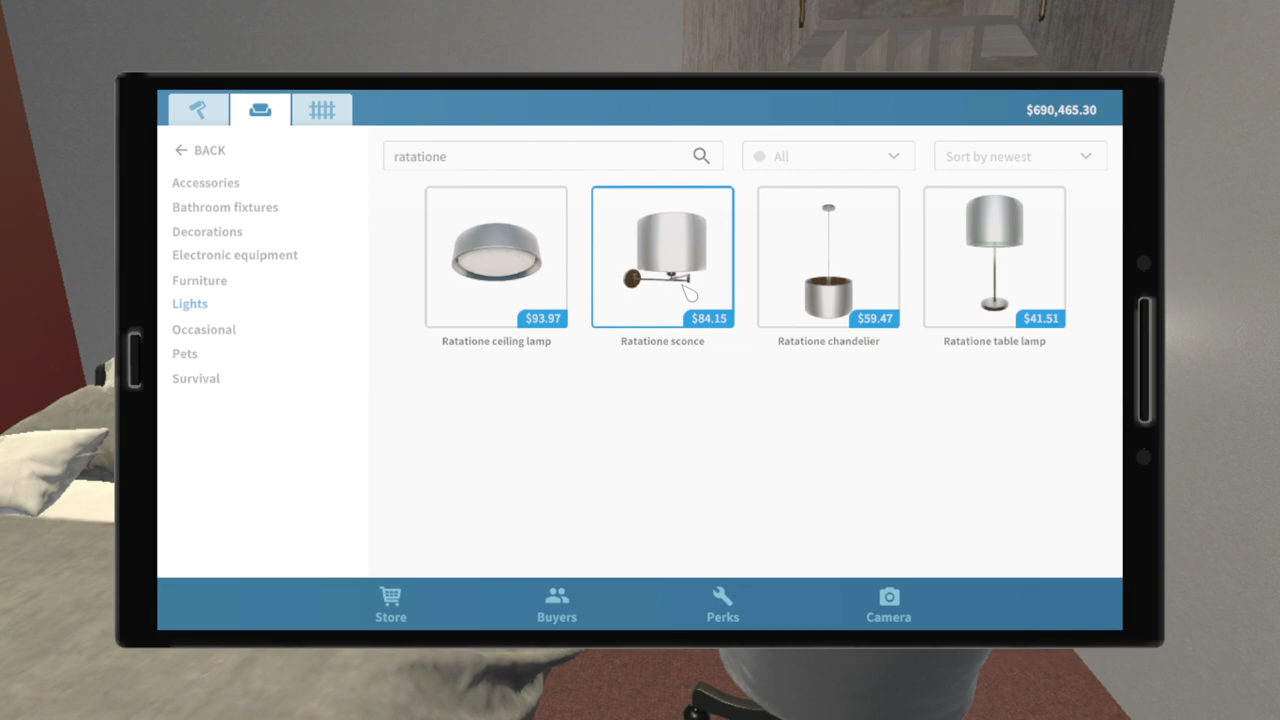 $690,465.30
BACK
Accessories
Bathroom fixtures
Decorations
Electronic equipment
Furniture
Lights
Occasional
Pets
Survival
ratatione
All
Sort by newest
$93.97
$84.15
$59.47
$41.51
Ratatione ceiling lamp
Ratatione sconce
Ratatione chandelier
Ratatione table lamp
Store
Buyers
Perks
Camera